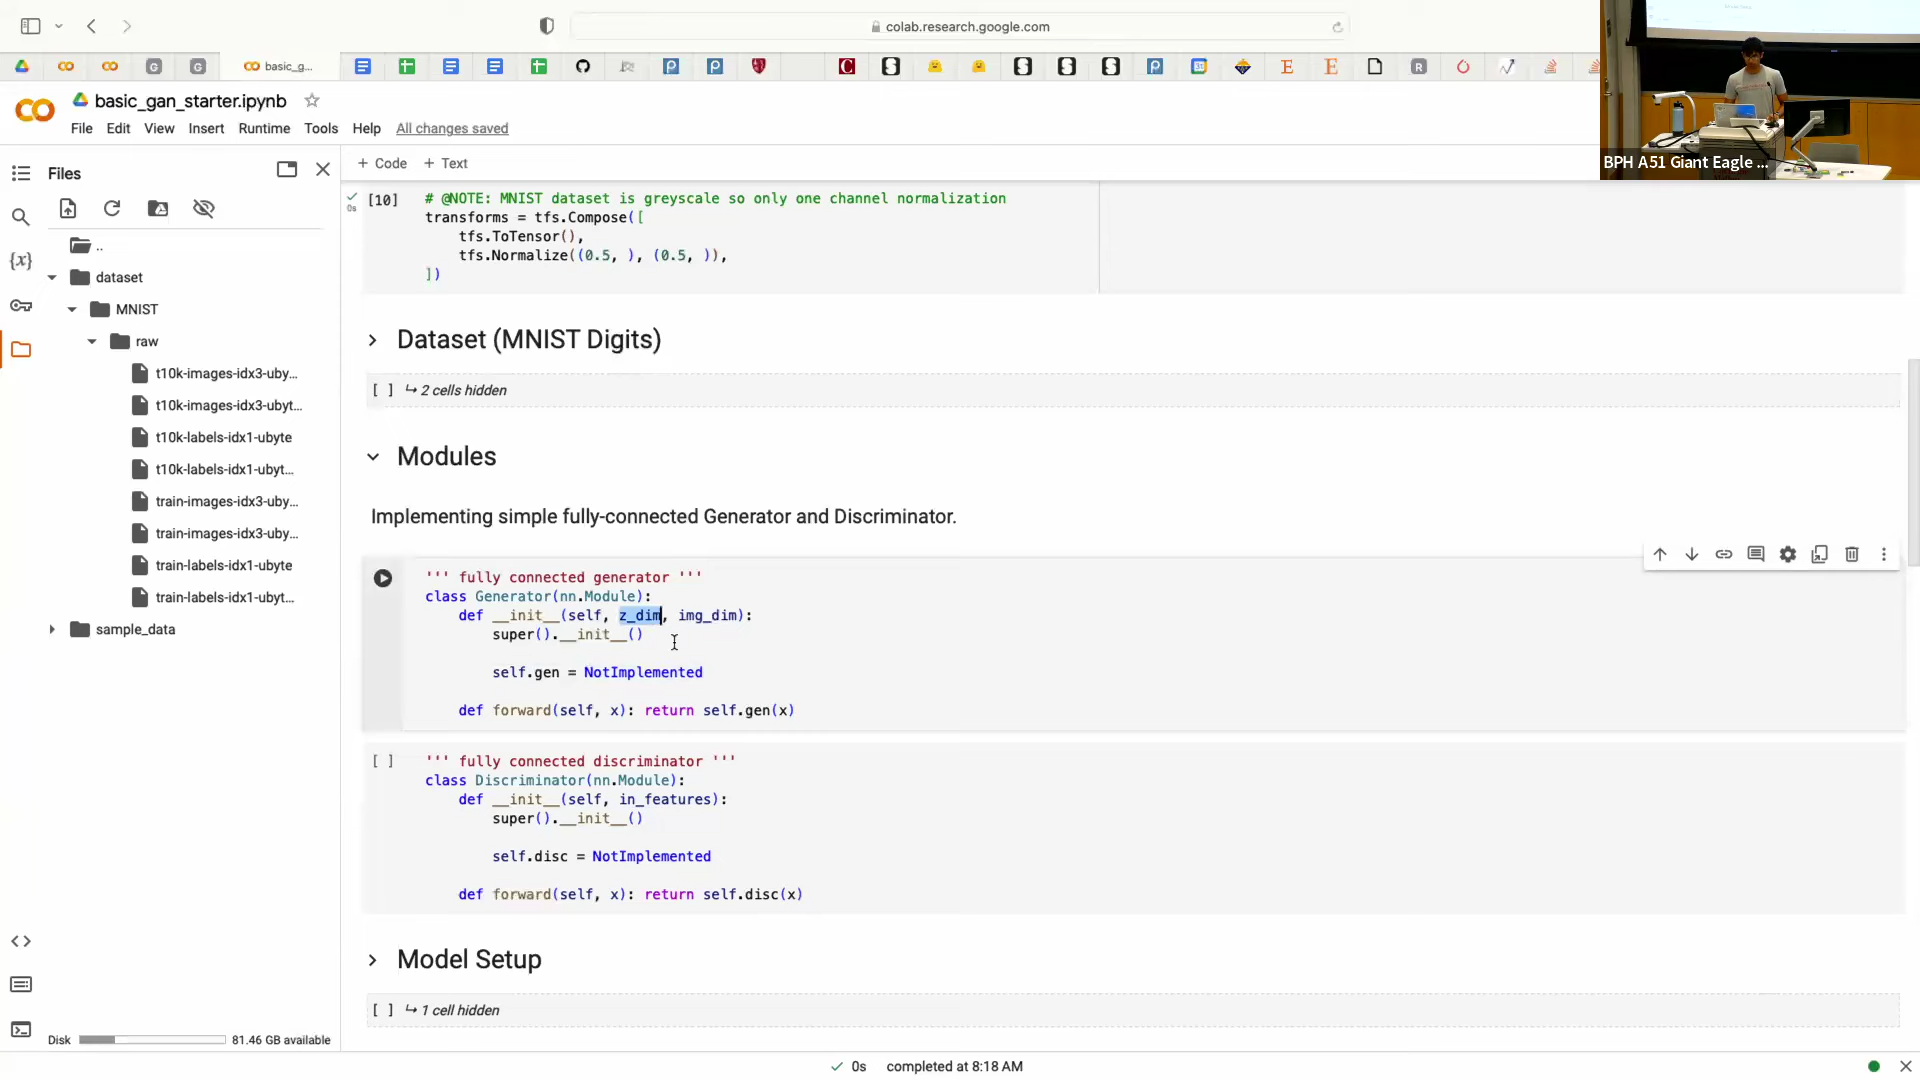 colab.research.google.com
basic_g...
BPH A51 Giant Eagle ...
basic_gan_starter.ipynb
File Edit View Insert Runtime Tools Help All changes saved
Files
+ Code + Text
..
dataset
MNIST
raw
t10k-images-idx3-uby...
t10k-images-idx3-ubyt...
t10k-labels-idx1-ubyte
t10k-labels-idx1-ubyt...
train-images-idx3-uby...
train-images-idx3-uby...
train-labels-idx1-ubyte
train-labels-idx1-ubyt...
sample_data
Disk 81.46 GB available
0s [10] # @NOTE: MNIST dataset is greyscale so only one channel normalization
transforms = tfs.Compose([
tfs.ToTensor(),
tfs.Normalize((0.5, ), (0.5, )),
])
Dataset (MNIST Digits)
[ ] ↳ 2 cells hidden
Modules
Implementing simple fully-connected Generator and Discriminator.
''' fully connected generator '''
class Generator(nn.Module):
def __init__(self, z_dim, img_dim):
super().__init__()
self.gen = NotImplemented
def forward(self, x): return self.gen(x)
[ ] ''' fully connected discriminator '''
class Discriminator(nn.Module):
def __init__(self, in_features):
super().__init__()
self.disc = NotImplemented
def forward(self, x): return self.disc(x)
Model Setup
[ ] ↳ 1 cell hidden
0s completed at 8:18 AM